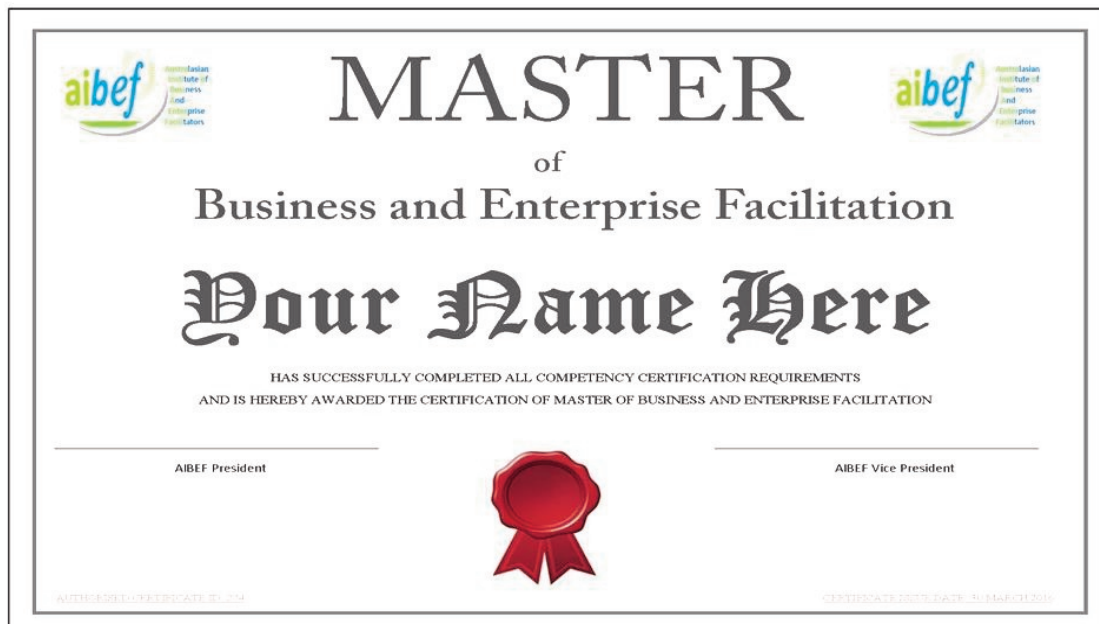 aibef
Australasian
Institute of
Business
And
Enterprise
Facilitators
MASTER
aibef
Australasian
Institute of
Business
And
Enterprise
Facilitators
of
Business and Enterprise Facilitation
Your Name Here
HAS SUCCESSFULLY COMPLETED ALL COMPETENCY CERTIFICATION REQUIREMENTS
AND IS HEREBY AWARDED THE CERTIFICATION OF MASTER OF BUSINESS AND ENTERPRISE FACILITATION
AIBEF President
AIBEF Vice President
AUTHORISED CERTIFICATE ID:
CERTIFICATE ISSUE DATE: MARCH 2016